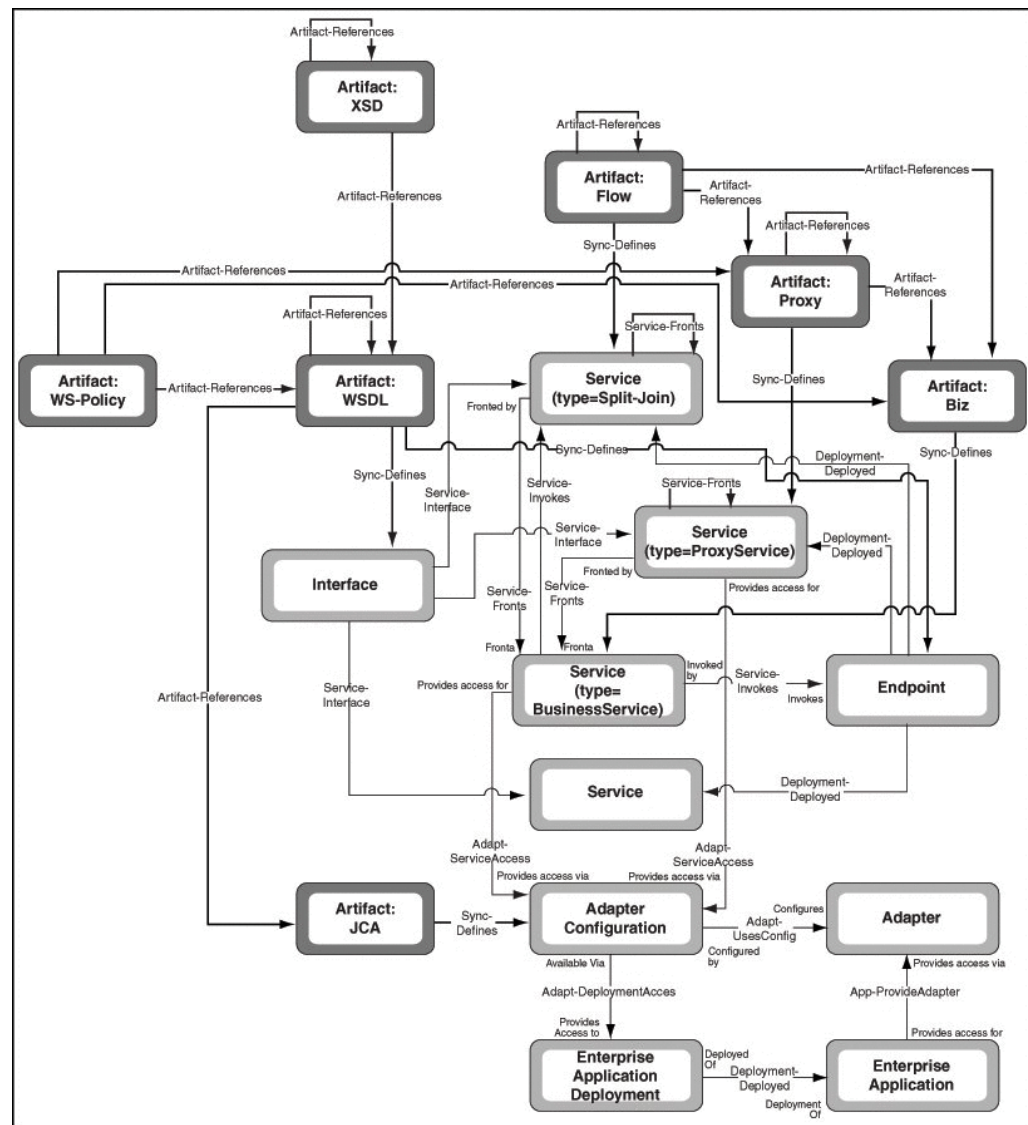 Artifact-References
Artifact:
XSD
Artifact-References
Artifact:
Flow
Artifact-References
Artifact-
References
Artifact-References
Artifact-References
Sync-Defines
Artifact-References
Artifact:
Proxy
Artifact-
References
Artifact-References
Artifact-References
Artifact-References
Service-Fronts
Artifact:
WS-Policy
Artifact-References
Artifact:
WSDL
Service
(type=Split-Join)
Sync-Defines
Artifact:
Biz
Fronted by
Sync-Defines
Sync-Defines
Deployment-
Deployed
Sync-Defines
Service-
Interface
Service-
Invokes
Service-Fronts
Service-
Interface
Service
(type=ProxyService)
Deployment-
Deployed
Interface
Fronted by
Provides access for
Service-
Fronts
Service-
Fronts
Fronta
Fronta
Artifact-References
Service-
Interface
Provides access for
Service
(type=
BusinessService)
Invoked
by
Service-
Invokes
Invokes
Endpoint
Service
Deployment-
Deployed
Adapt-
ServiceAccess
Adapt-
ServiceAccess
Provides access via
Provides access via
Artifact:
JCA
Sync-
Defines
Adapter
Configuration
Configures
Adapt-
UsesConfig
Adapter
Available Via
Configured
by
Provides access via
Adapt-DeploymentAcces
App-ProvideAdapter
Provides
Access to
Provides access for
Enterprise
Application
Deployment
Deployed
Of
Deployment-
Deployed
Enterprise
Application
Deployment
Of